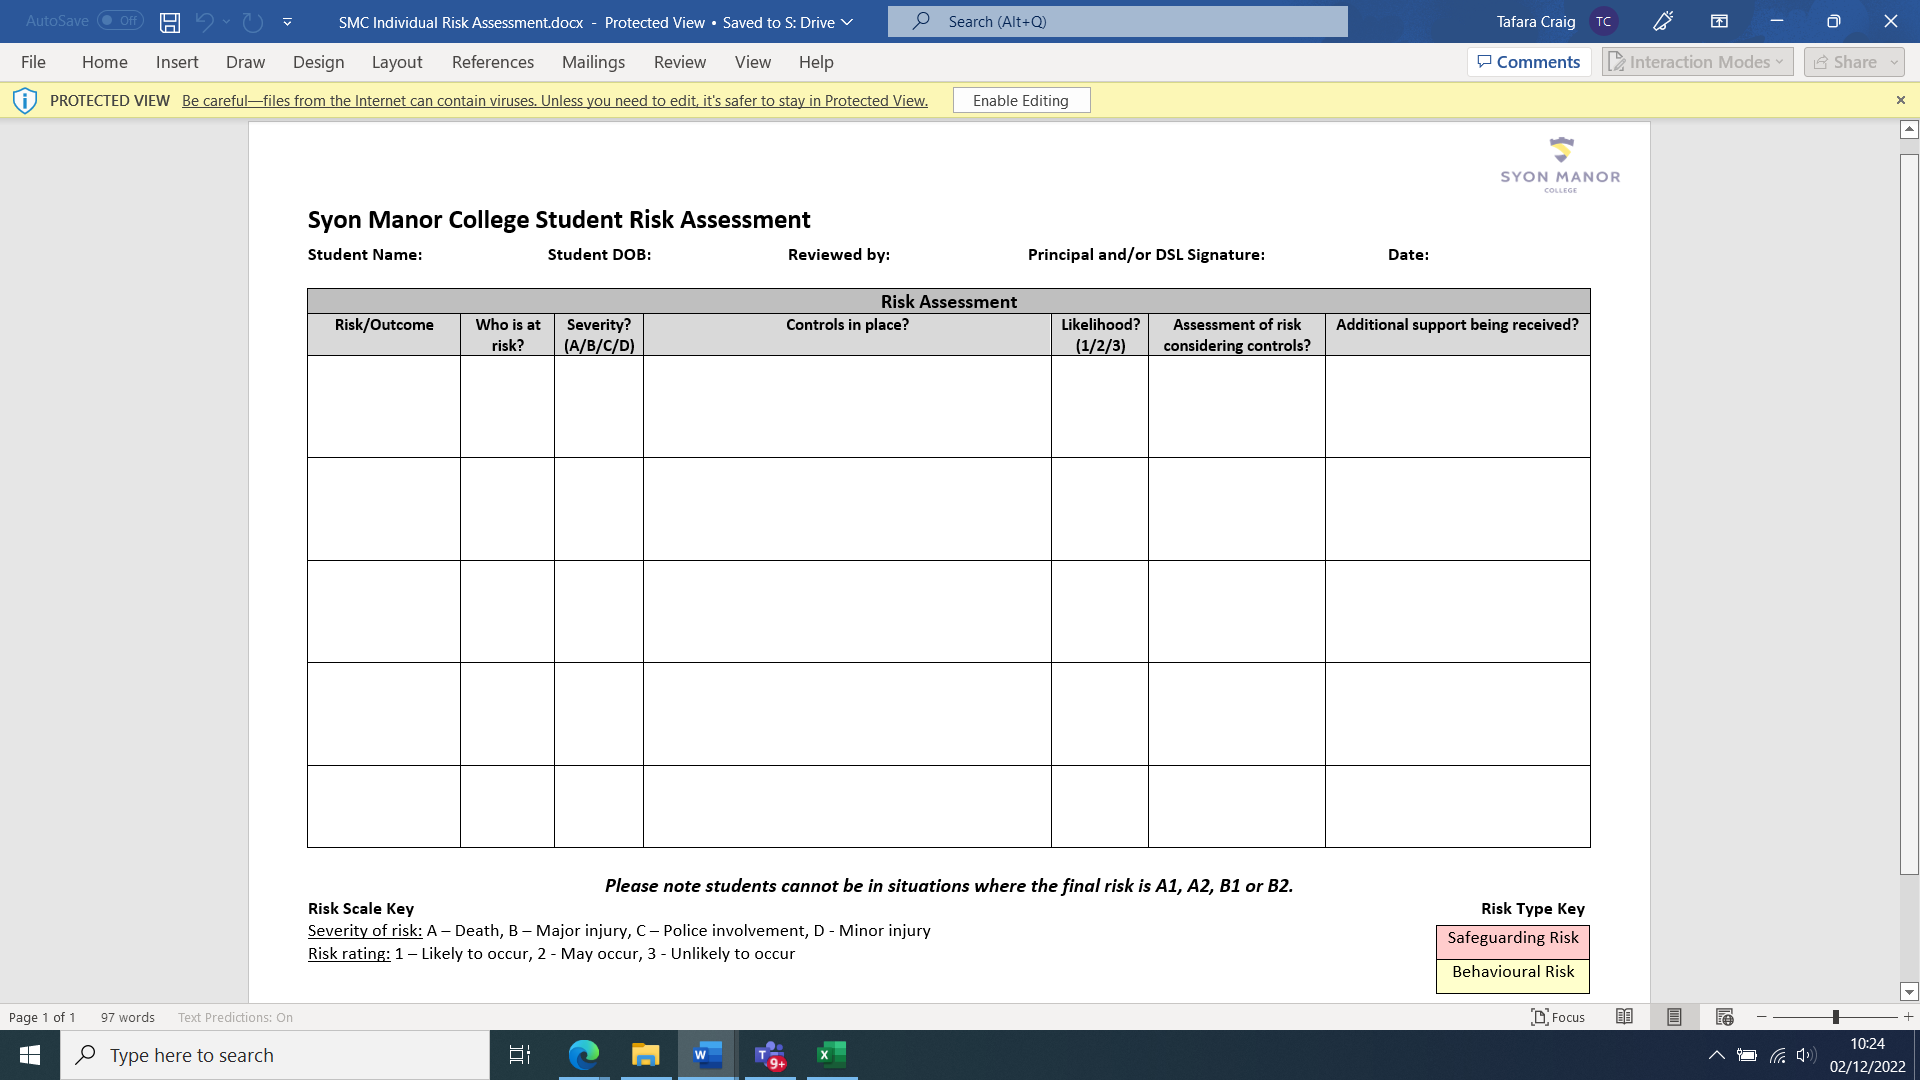 AutoSave Off SMC Individual Risk Assessment.docx - Protected View • Saved to S: Drive Search (Alt+Q) Tafara Craig TC
File Home Insert Draw Design Layout References Mailings Review View Help Comments Interaction Modes Share
PROTECTED VIEW Be careful—files from the Internet can contain viruses. Unless you need to edit, it's safer to stay in Protected View. Enable Editing
SYON MANOR
COLLEGE
Syon Manor College Student Risk Assessment
Student Name: Student DOB: Reviewed by: Principal and/or DSL Signature: Date:
Risk Assessment
Risk/Outcome Who is at risk? Severity? (A/B/C/D) Controls in place? Likelihood? (1/2/3) Assessment of risk considering controls? Additional support being received?
Please note students cannot be in situations where the final risk is A1, A2, B1 or B2.
Risk Scale Key Risk Type Key
Severity of risk: A – Death, B – Major injury, C – Police involvement, D - Minor injury
Safeguarding Risk
Risk rating: 1 – Likely to occur, 2 - May occur, 3 - Unlikely to occur
Behavioural Risk
Page 1 of 1 97 words Text Predictions: On Focus
Type here to search W T 9+ X 10:24
02/12/2022